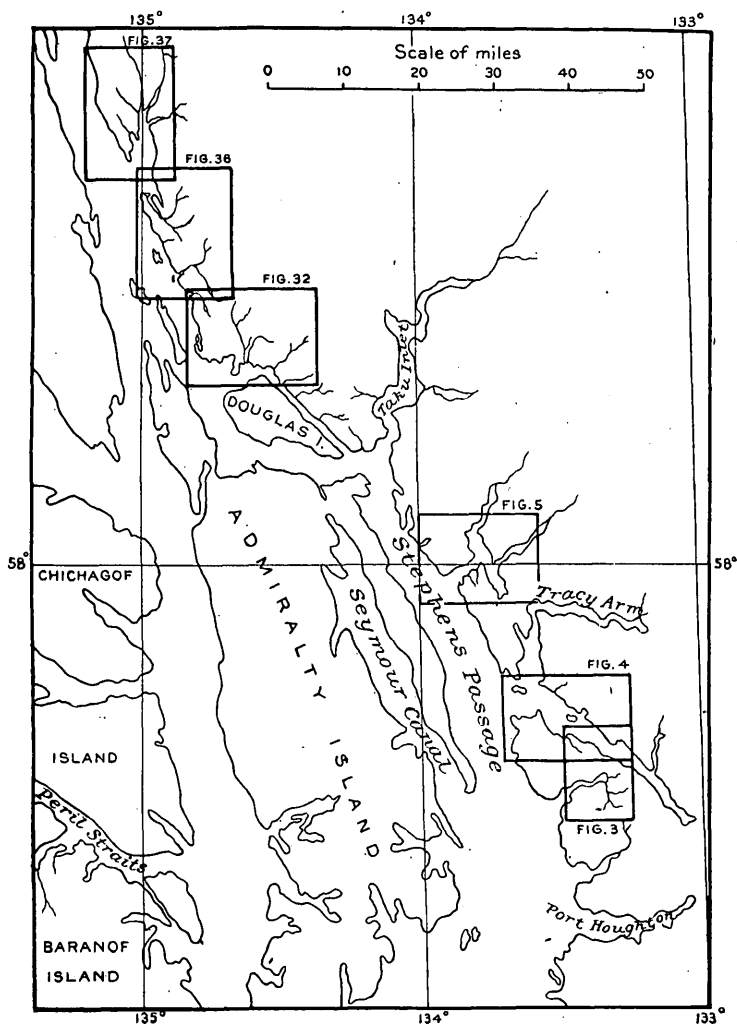 135°
134°
133°
FIG.37
Scale of miles
0 10 20 30 40 50
FIG.36
FIG.32
Taku Inlet
DOUGLAS I.
FIG.5
58°
58°
ADMIRALTY ISLAND
Stephens Passage
Seymour Canal
CHICHAGOF
Tracy Arm
FIG. 4
ISLAND
Peril Straits
FIG. 3
Port Houghton
BARANOF
ISLAND
135°
134°
133°